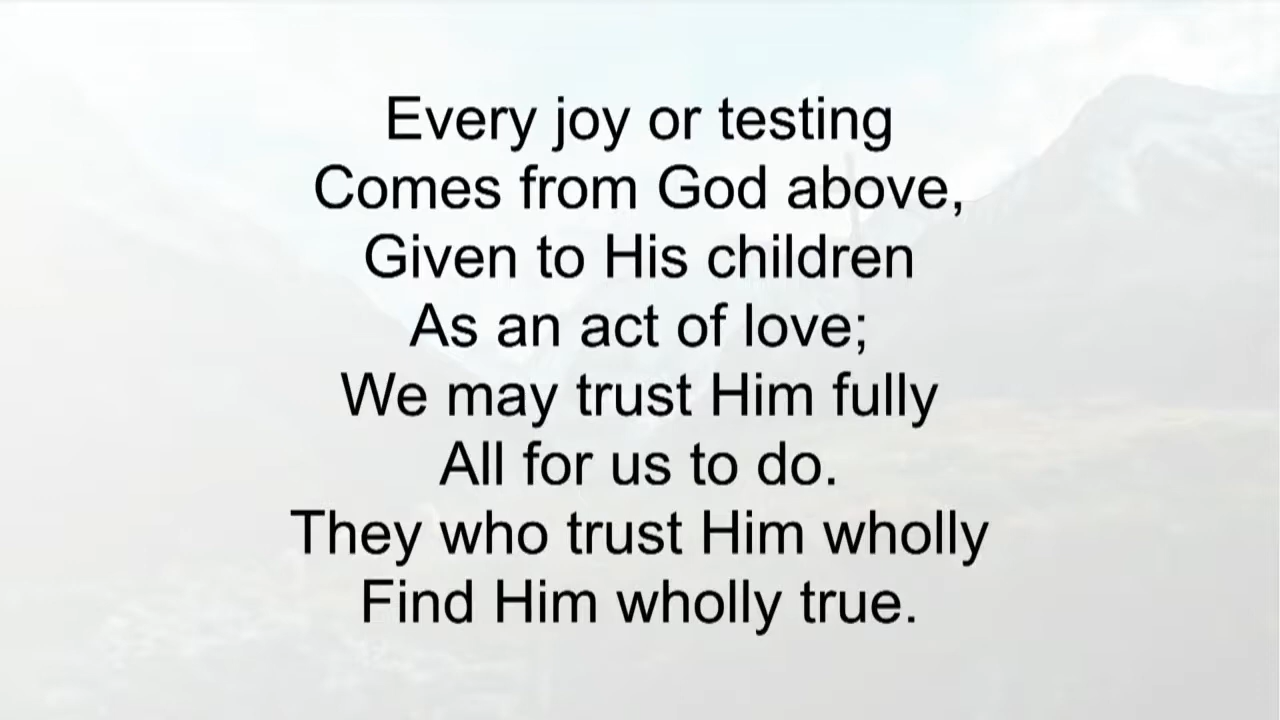 Every joy or testing
Comes from God above,
Given to His children
As an act of love;
We may trust Him fully
All for us to do.
They who trust Him wholly
Find Him wholly true.